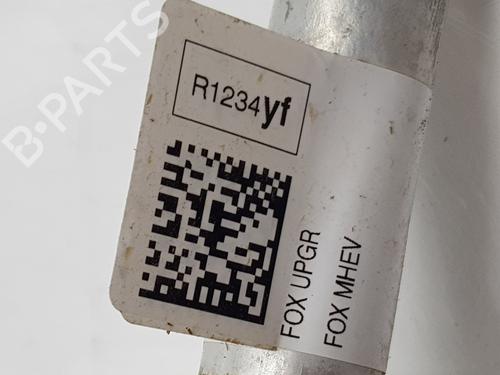 B-PARTS
R1234yf
FOX UPGR
FOX MHEV